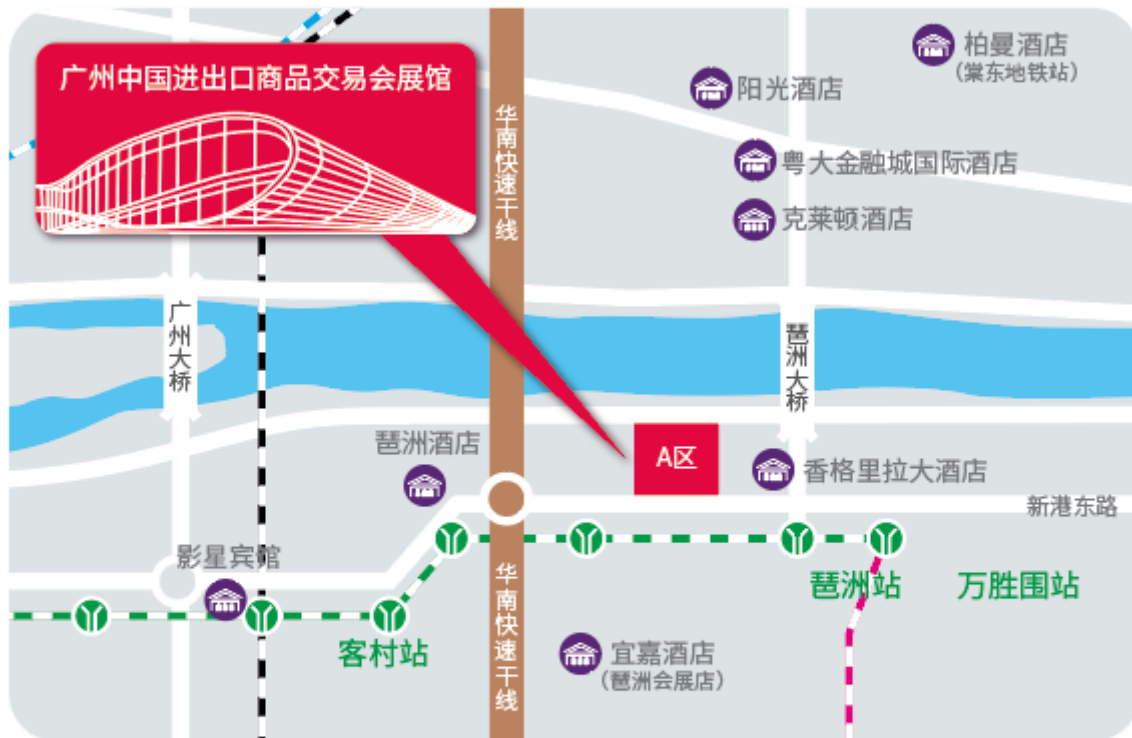 柏曼酒店
(棠东地铁站)
广州中国进出口商品交易会展馆
阳光酒店
华南快速干线
粤大金融城国际酒店
克莱顿酒店
广州大桥
琶洲大桥
琶洲酒店
A区
香格里拉大酒店
新港东路
影星宾馆
华南快速干线
琶洲站
万胜围站
客村站
宜嘉酒店
(琶洲会展店)